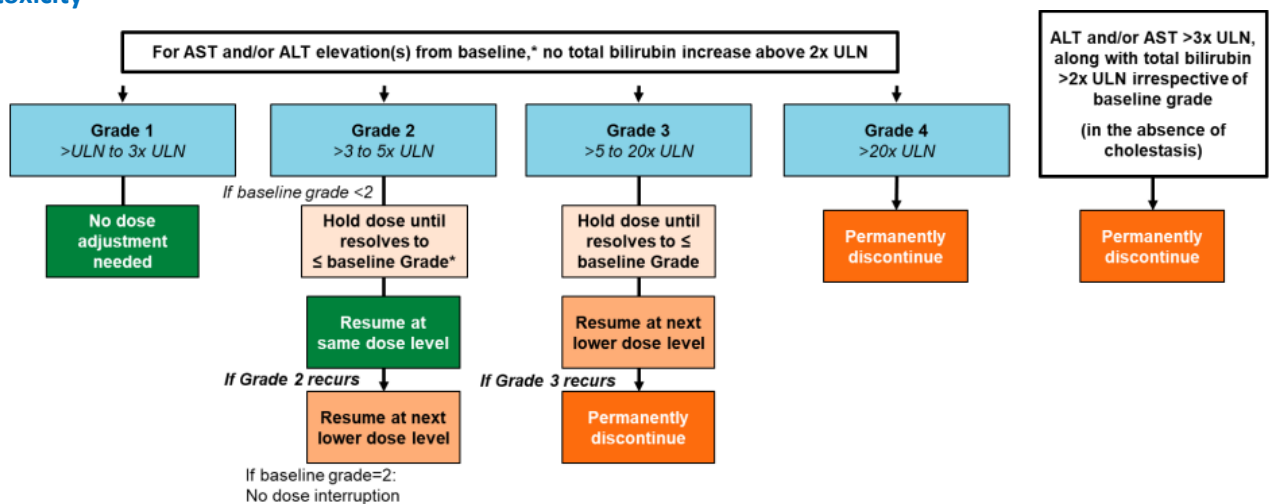 For AST and/or ALT elevation(s) from baseline,* no total bilirubin increase above 2x ULN
ALT and/or AST >3x ULN,
along with total bilirubin
>2x ULN irrespective of
baseline grade
(in the absence of
cholestasis)
Grade 1
>ULN to 3x ULN
Grade 2
>3 to 5x ULN
Grade 3
>5 to 20x ULN
Grade 4
>20x ULN
If baseline grade <2
No dose
adjustment
needed
Hold dose until
resolves to
≤ baseline Grade*
Hold dose until
resolves to ≤
baseline Grade
Permanently
discontinue
Permanently
discontinue
Resume at
same dose level
Resume at next
lower dose level
If Grade 2 recurs
If Grade 3 recurs
Resume at next
lower dose level
Permanently
discontinue
If baseline grade=2:
No dose interruption